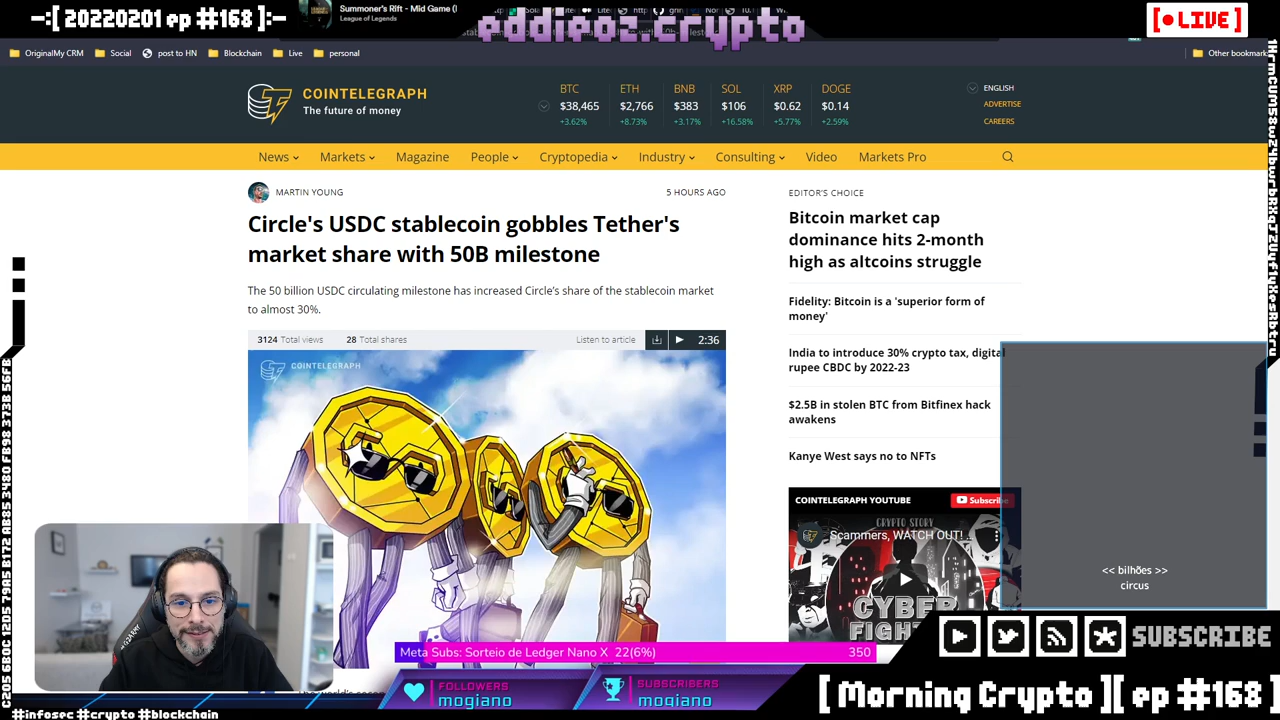 -:[ 20220201 ep #168 ]:-
Summoner's Rift - Mid Game (
League of Legends
eddieoz.crypto
[● LIVE ]
OriginalMy CRM
Social
post to HN
Blockchain
Live
personal
Other bookmark
COINTELEGRAPH
The future of money
BTC ETH BNB SOL XRP DOGE
$38,465 $2,766 $383 $106 $0.62 $0.14
+3.62% +8.73% +3.17% +16.58% +5.77% +2.59%
ENGLISH
ADVERTISE
CAREERS
News Markets Magazine People Cryptopedia Industry Consulting Video Markets Pro
MARTIN YOUNG
5 HOURS AGO
Circle's USDC stablecoin gobbles Tether's
market share with 50B milestone
The 50 billion USDC circulating milestone has increased Circle's share of the stablecoin market
to almost 30%.
3124 Total views 28 Total shares
Listen to article 2:36
COINTELEGRAPH
EDITOR'S CHOICE
Bitcoin market cap
dominance hits 2-month
high as altcoins struggle
Fidelity: Bitcoin is a 'superior form of
money'
India to introduce 30% crypto tax, digital
rupee CBDC by 2022-23
$2.5B in stolen BTC from Bitfinex hack
awakens
Kanye West says no to NFTs
COINTELEGRAPH YOUTUBE
Subscribe
CRYPTO STORY
Scammers, WATCH OUT! ...
CYBER
<< bilhões >>
circus
Meta Subs: Sorteio de Ledger Nano X 22(6%)
350
FOLLOWERS
mogiano
SUBSCRIBERS
mogiano
SUBSCRIBE
[ Morning Crypto ][ ep #168 ]
#infosec #crypto #blockchain